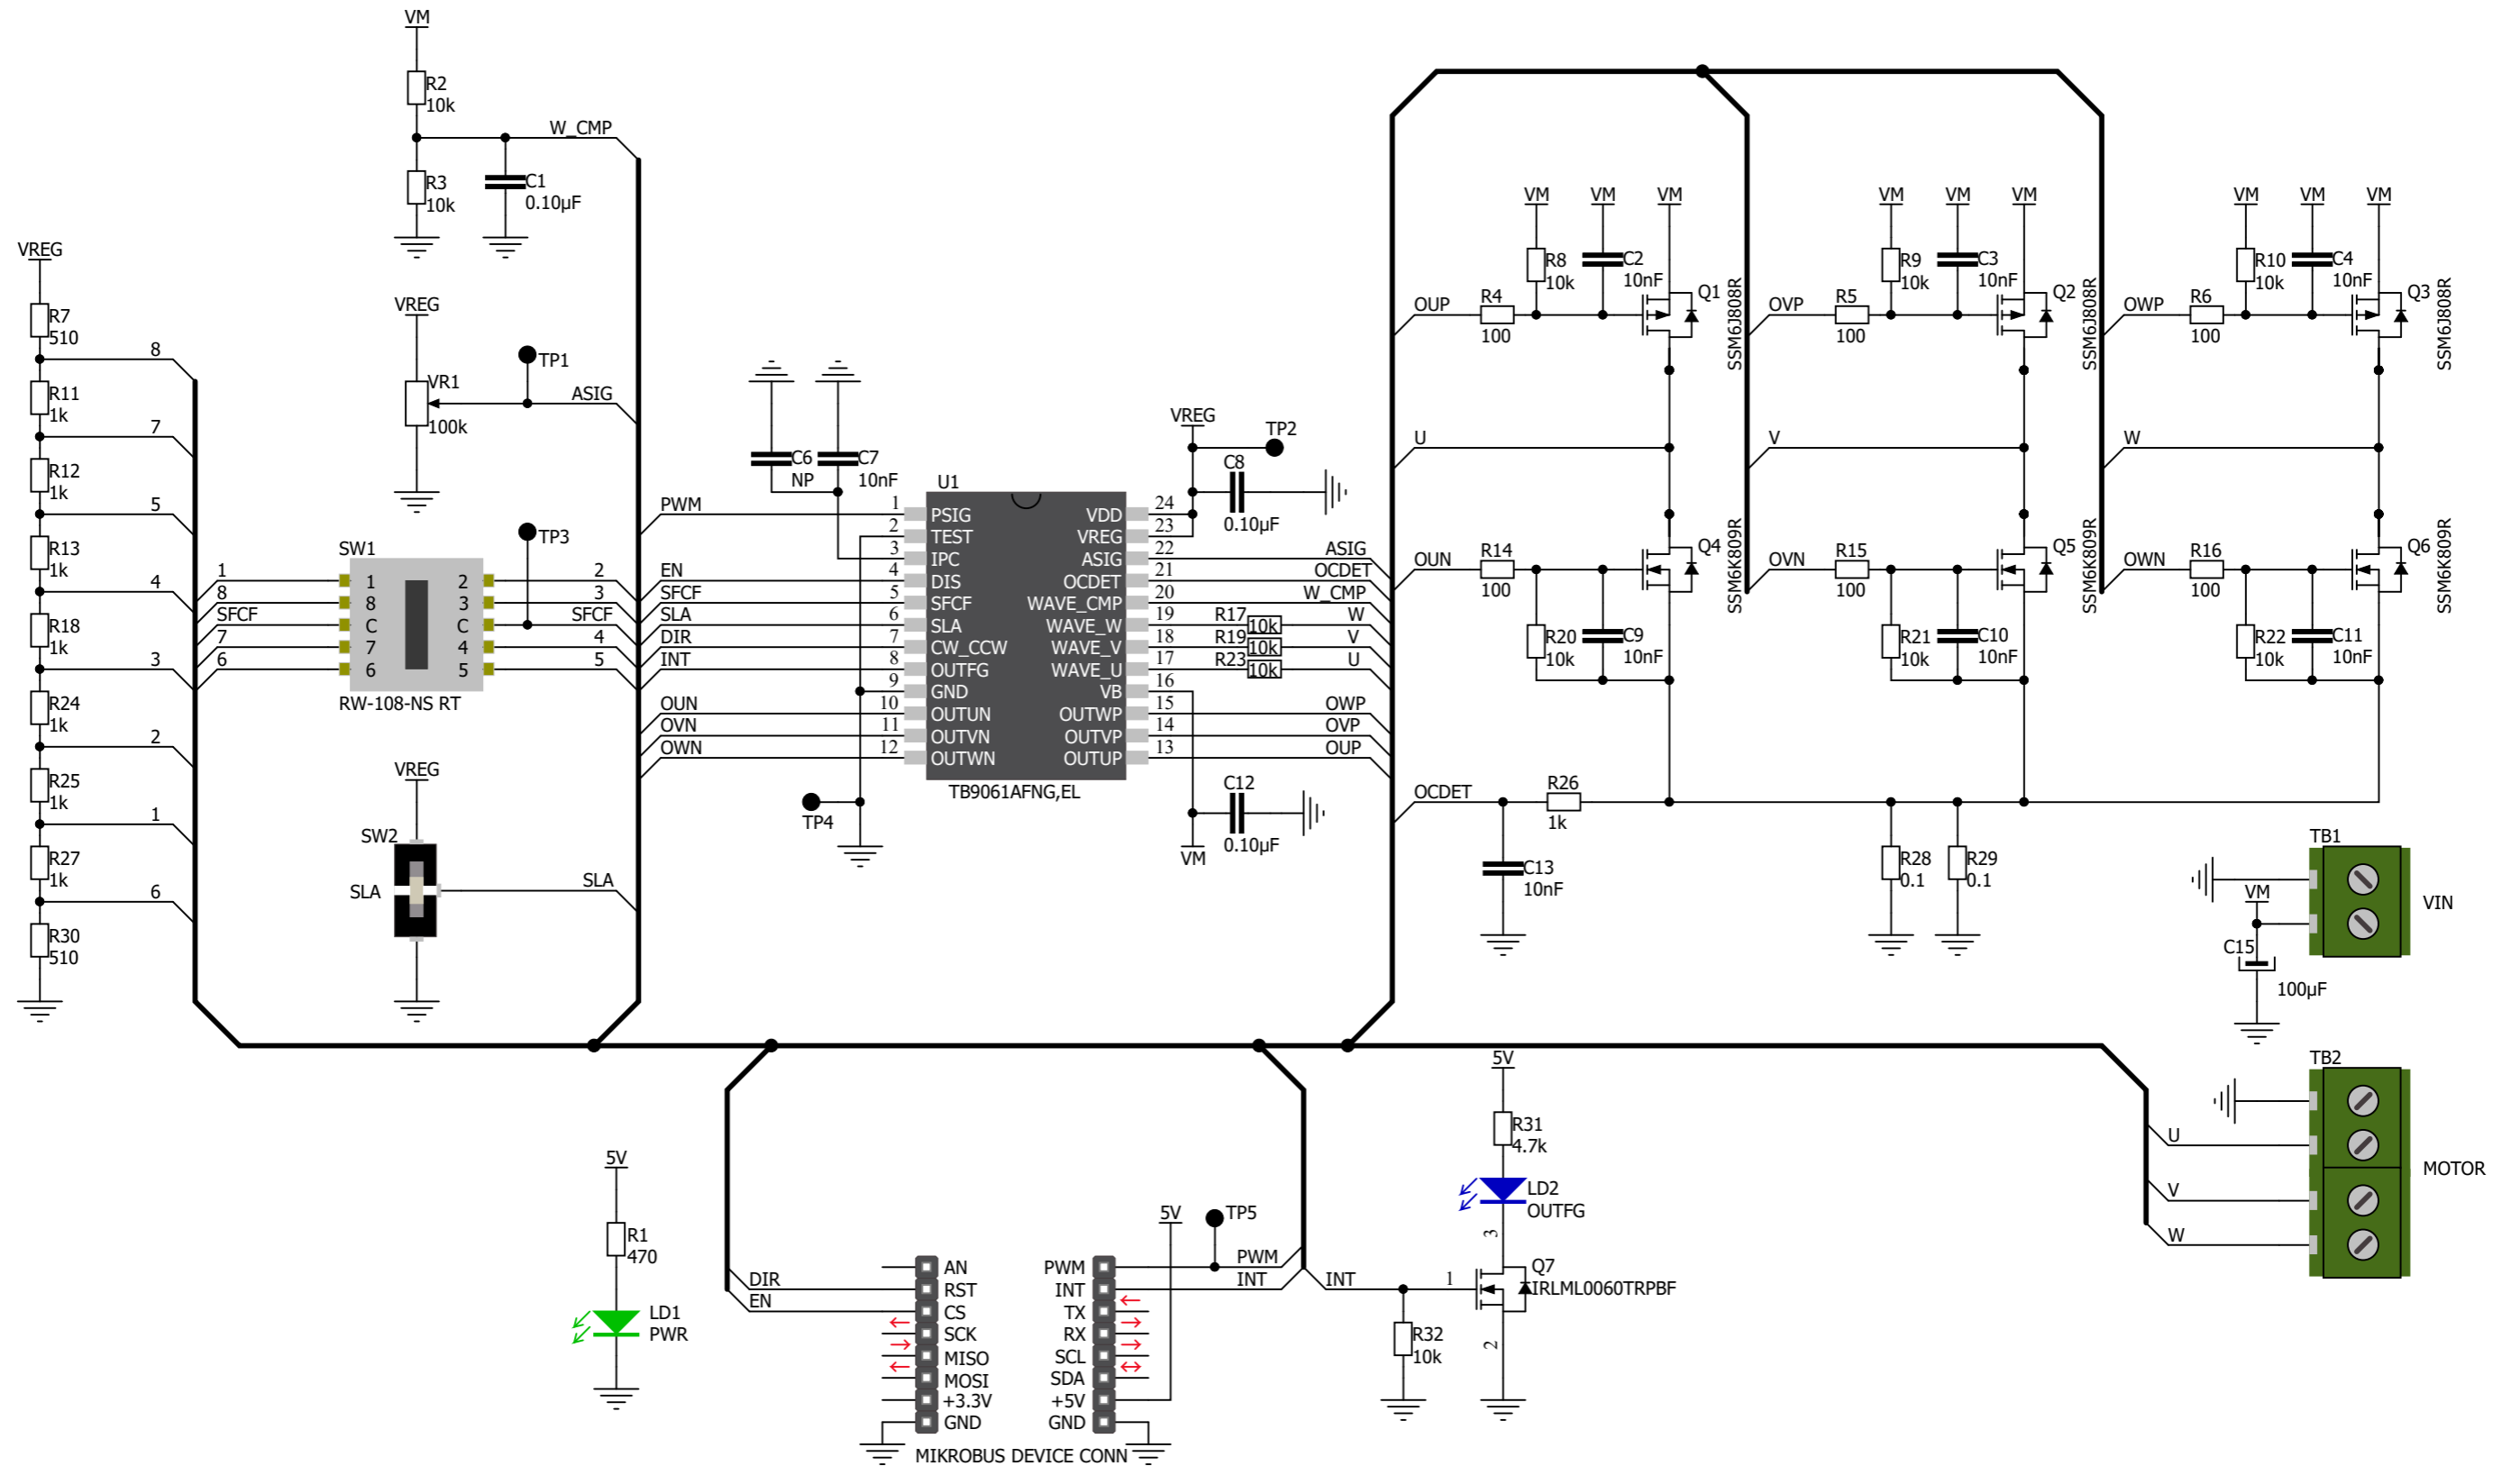 VM
R2
10k
W_CMP
R3
10k
C1
0.10µF
VREG
R7
510
8
R11
1k
7
R12
1k
5
R13
1k
4
R18
1k
3
R24
1k
2
R25
1k
1
R27
1k
6
R30
510
VREG
VR1
100k
TP1
ASIG
TP3
SW1
1
8
SFCF
7
6
1
8
C
7
6
2
3
C
4
5
2
3
SFCF
4
5
RW-108-NS RT
VREG
SW2
SLA
SLA
C6
NP
C7
10nF
PWM
EN
SFCF
SLA
DIR
INT
OUN
OVN
OWN
TP4
U1
1 PSIG
2 TEST
3 IPC
4 DIS
5 SFCF
6 SLA
7 CW_CCW
8 OUTFG
9 GND
10 OUTUN
11 OUTVN
12 OUTWN
VDD 24
VREG 23
ASIG 22
OCDET 21
WAVE_CMP 20
WAVE_W 19
WAVE_V 18
WAVE_U 17
VB 16
OUTWP 15
OUTVP 14
OUTUP 13
TB9061AFNG,EL
VREG
TP2
C8
0.10µF
ASIG
OCDET
W_CMP
R17 10k W
R19 10k V
R23 10k U
OWP
OVP
OUP
C12
0.10µF
VM
VM VM VM
R8
10k
C2
10nF
Q1
SSM6J808R
OUP
R4
100
U
OUN
R14
100
Q4
SSM6K809R
R20
10k
C9
10nF
VM VM VM
R9
10k
C3
10nF
Q2
SSM6J808R
OVP
R5
100
V
OVN
R15
100
Q5
SSM6K809R
R21
10k
C10
10nF
VM VM VM
R10
10k
C4
10nF
Q3
SSM6J808R
OWP
R6
100
W
OWN
R16
100
Q6
SSM6K809R
R22
10k
C11
10nF
OCDET
R26
1k
C13
10nF
R28
0.1
R29
0.1
TB1
VM
VIN
C15
100µF
TB2
U
V
W
MOTOR
5V
R1
470
LD1
PWR
DIR
EN
AN
RST
CS
SCK
MISO
MOSI
+3.3V
GND
PWM
INT
TX
RX
SCL
SDA
+5V
GND
MIKROBUS DEVICE CONN
5V
TP5
PWM
INT
INT
5V
R31
4.7k
LD2
OUTFG
3
1
2
Q7
IRLML0060TRPBF
R32
10k